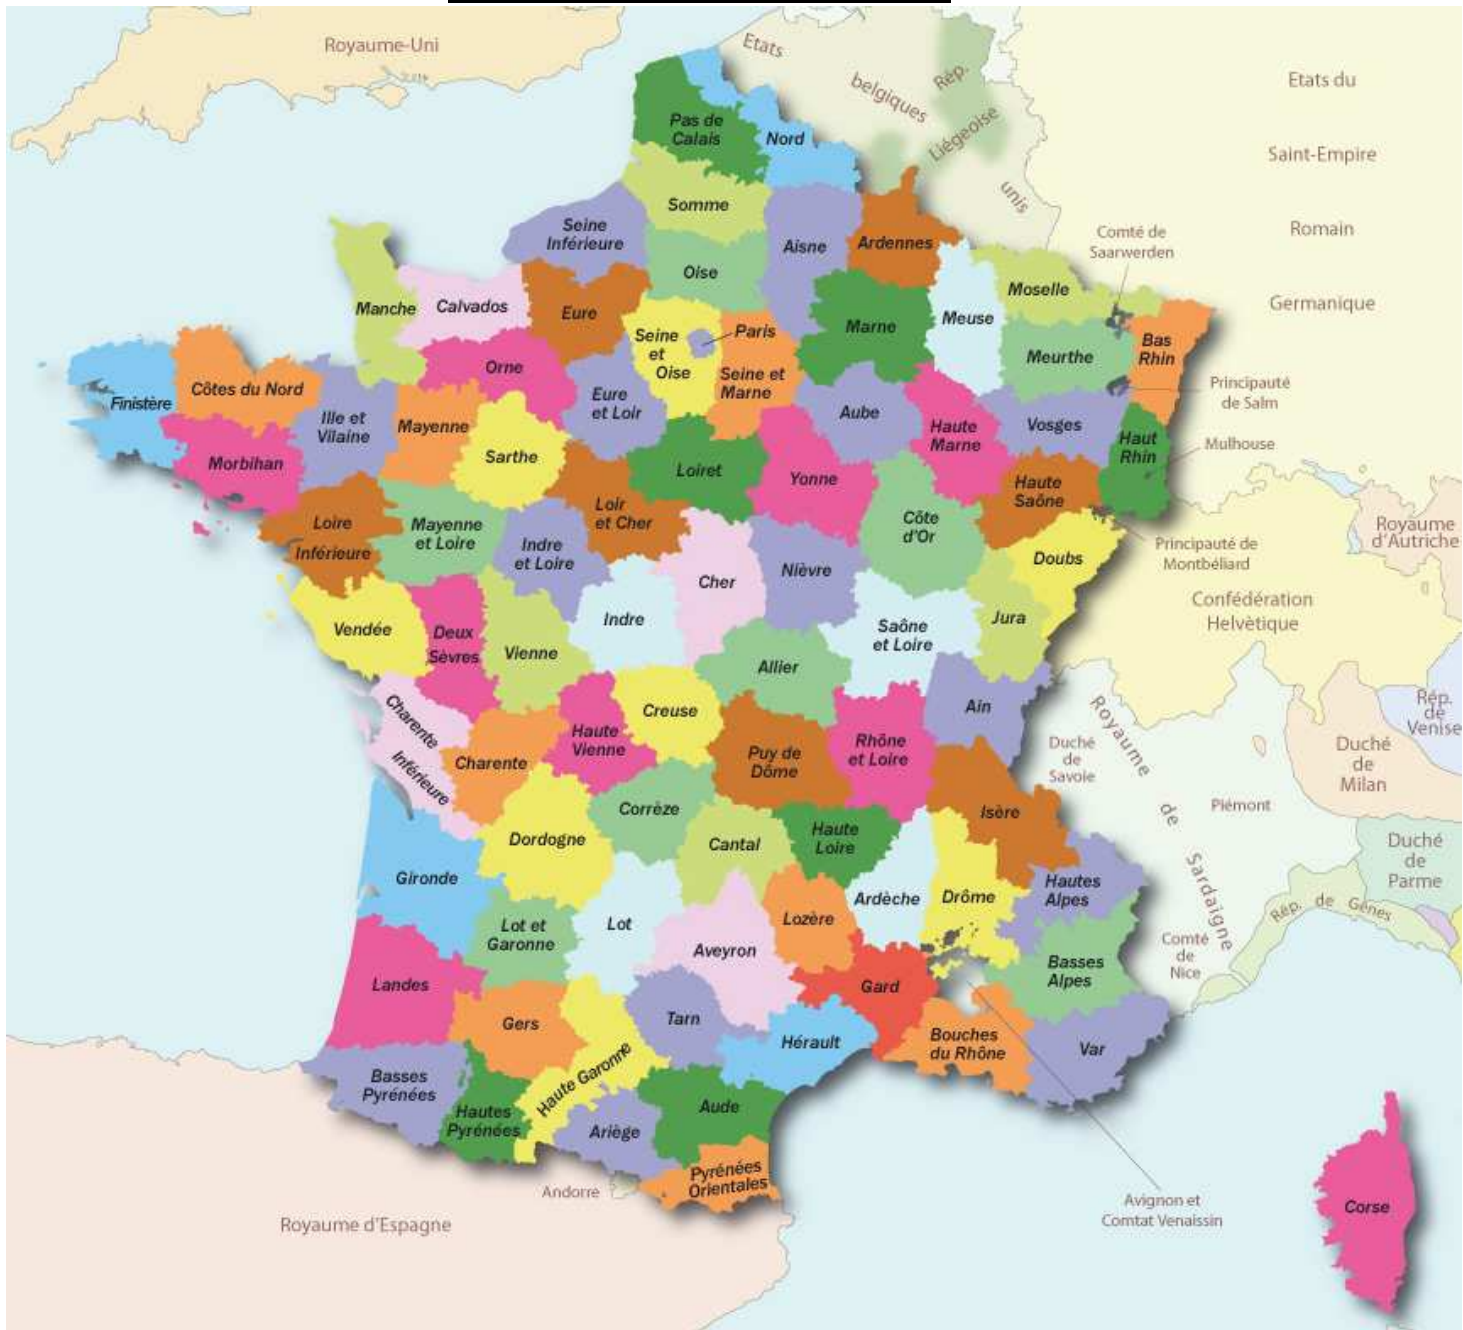 Royaume-Uni
Etats
belgiques
unis
Rép.
Liégeoise
Etats du
Saint-Empire
Romain
Germanique
Pas de
Calais
Nord
Somme
Seine
Inférieure
Oise
Aisne
Ardennes
Comté de
Saarwerden
Manche
Calvados
Eure
Seine
et
Oise
Paris
Seine et
Marne
Marne
Meuse
Moselle
Meurthe
Bas
Rhin
Principauté
de Salm
Finistère
Côtes du Nord
Ille et
Vilaine
Mayenne
Orne
Eure
et Loir
Aube
Haute
Marne
Vosges
Haut
Rhin
Mulhouse
Morbihan
Sarthe
Loiret
Yonne
Haute
Saône
Loire
Inférieure
Mayenne
et Loire
Indre
et Loire
Loir
et Cher
Cher
Nièvre
Côte
d'Or
Doubs
Principauté de
Montbéliard
Royaume
d'Autriche
Confédération
Helvètique
Vendée
Deux
Sèvres
Vienne
Indre
Allier
Saône
et Loire
Jura
Charente
Inférieure
Charente
Haute
Vienne
Creuse
Puy de
Dôme
Rhône
et Loire
Ain
Duché
de
Savoie
Royaume
de
Sardaigne
Piémont
Duché
de
Milan
Rép.
de
Venise
Gironde
Dordogne
Corrèze
Cantal
Haute
Loire
Isère
Ardèche
Drôme
Hautes
Alpes
Duché
de
Parme
Rép. de Gênes
Comté
de
Nice
Landes
Lot et
Garonne
Lot
Aveyron
Lozère
Gard
Basses
Alpes
Gers
Haute Garonne
Tarn
Hérault
Bouches
du Rhône
Var
Basses
Pyrénées
Hautes
Pyrénées
Ariège
Aude
Pyrénées
Orientales
Andorre
Royaume d'Espagne
Avignon et
Comtat Venaissin
Corse